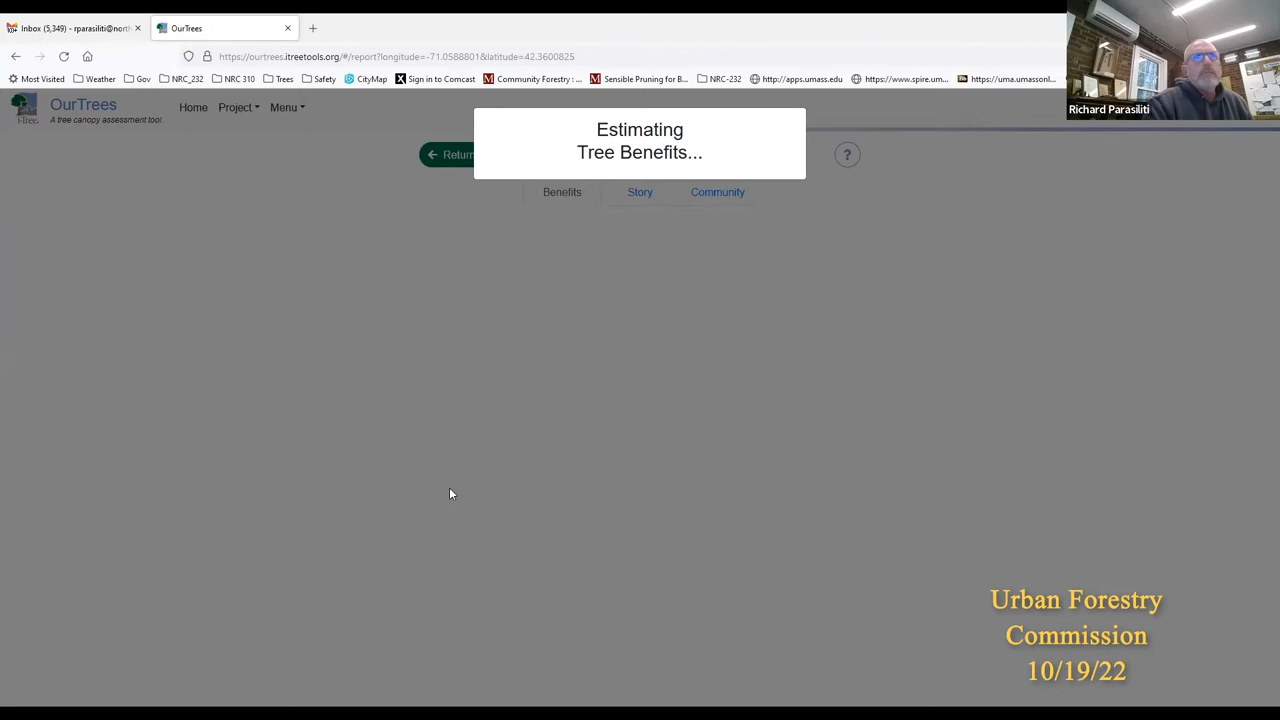 Inbox (5,349) - rparasiliti@north
OurTrees
https://ourtrees.itreetools.org/#/report?longitude=-71.0588801&latitude=42.3600825
Most Visited Weather Gov NRC_232 NRC 310 Trees Safety CityMap Sign in to Comcast Community Forestry : ... Sensible Pruning for B... NRC-232 http://apps.umass.edu https://www.spire.um... https://uma.umassonl...
Richard Parasiliti
i-Tree.
OurTrees
A tree canopy assessment tool.
Home Project Menu
Estimating
Tree Benefits...
Return
?
Benefits Story Community
Urban Forestry
Commission
10/19/22